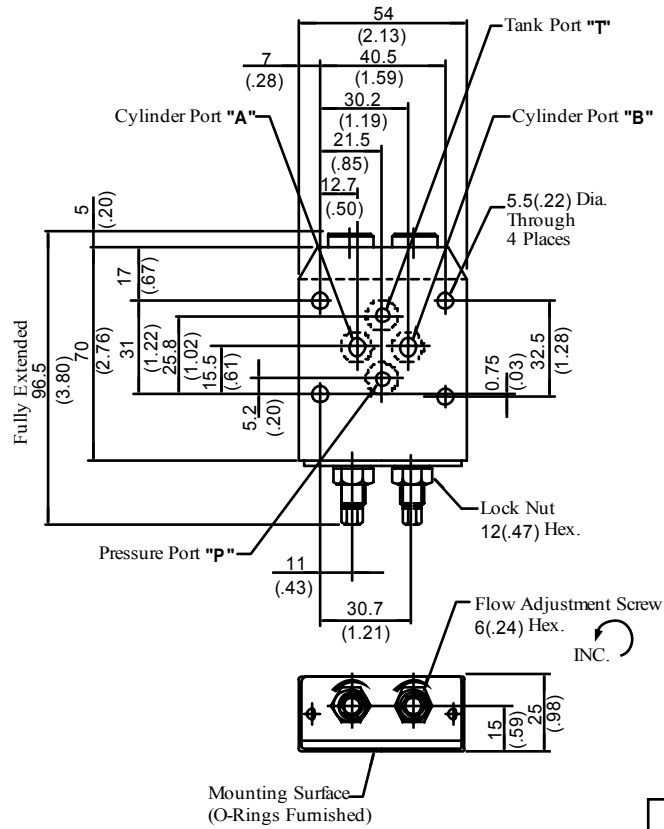 54
(2.13)
Tank Port "T"
7
(.28)
40.5
(1.59)
30.2
(1.19)
Cylinder Port "A"
Cylinder Port "B"
21.5
(.85)
12.7
(.50)
5.5(.22) Dia.
Through
4 Places
5
(.20)
17
(.67)
31
(1.22)
25.8
(1.02)
15.5
(.61)
70
(2.76)
Fully Extended
96.5
(3.80)
5.2
(.20)
0.75
(.03)
32.5
(1.28)
Lock Nut
12(.47) Hex.
Pressure Port "P"
11
(.43)
30.7
(1.21)
Flow Adjustment Screw
6(.24) Hex.
INC.
15
(.59)
25
(.98)
Mounting Surface
(O-Rings Furnished)